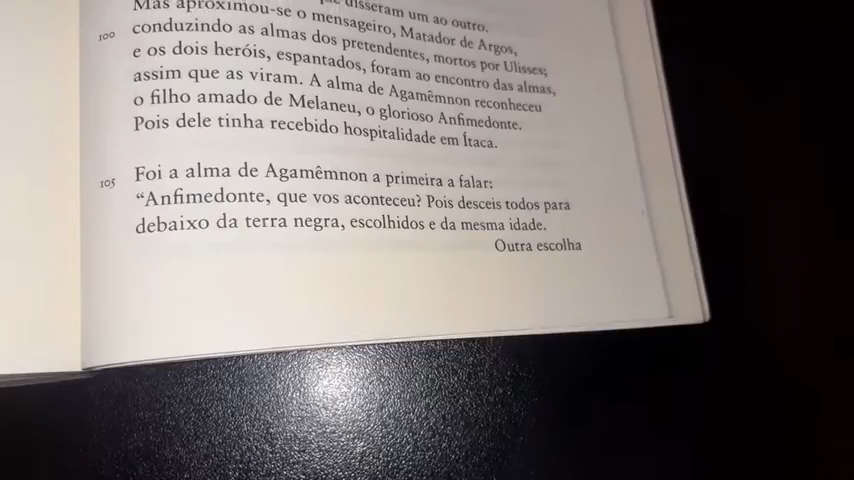 que disseram um ao outro.
Mas aproximou-se o mensageiro, Matador de Argos,
100 conduzindo as almas dos pretendentes, mortos por Ulisses;
e os dois heróis, espantados, foram ao encontro das almas,
assim que as viram. A alma de Agamêmnon reconheceu
o filho amado de Melaneu, o glorioso Anfimedonte.
Pois dele tinha recebido hospitalidade em Ítaca.
105 Foi a alma de Agamêmnon a primeira a falar:
“Anfimedonte, que vos aconteceu? Pois desceis todos para
debaixo da terra negra, escolhidos e da mesma idade.
Outra escolha